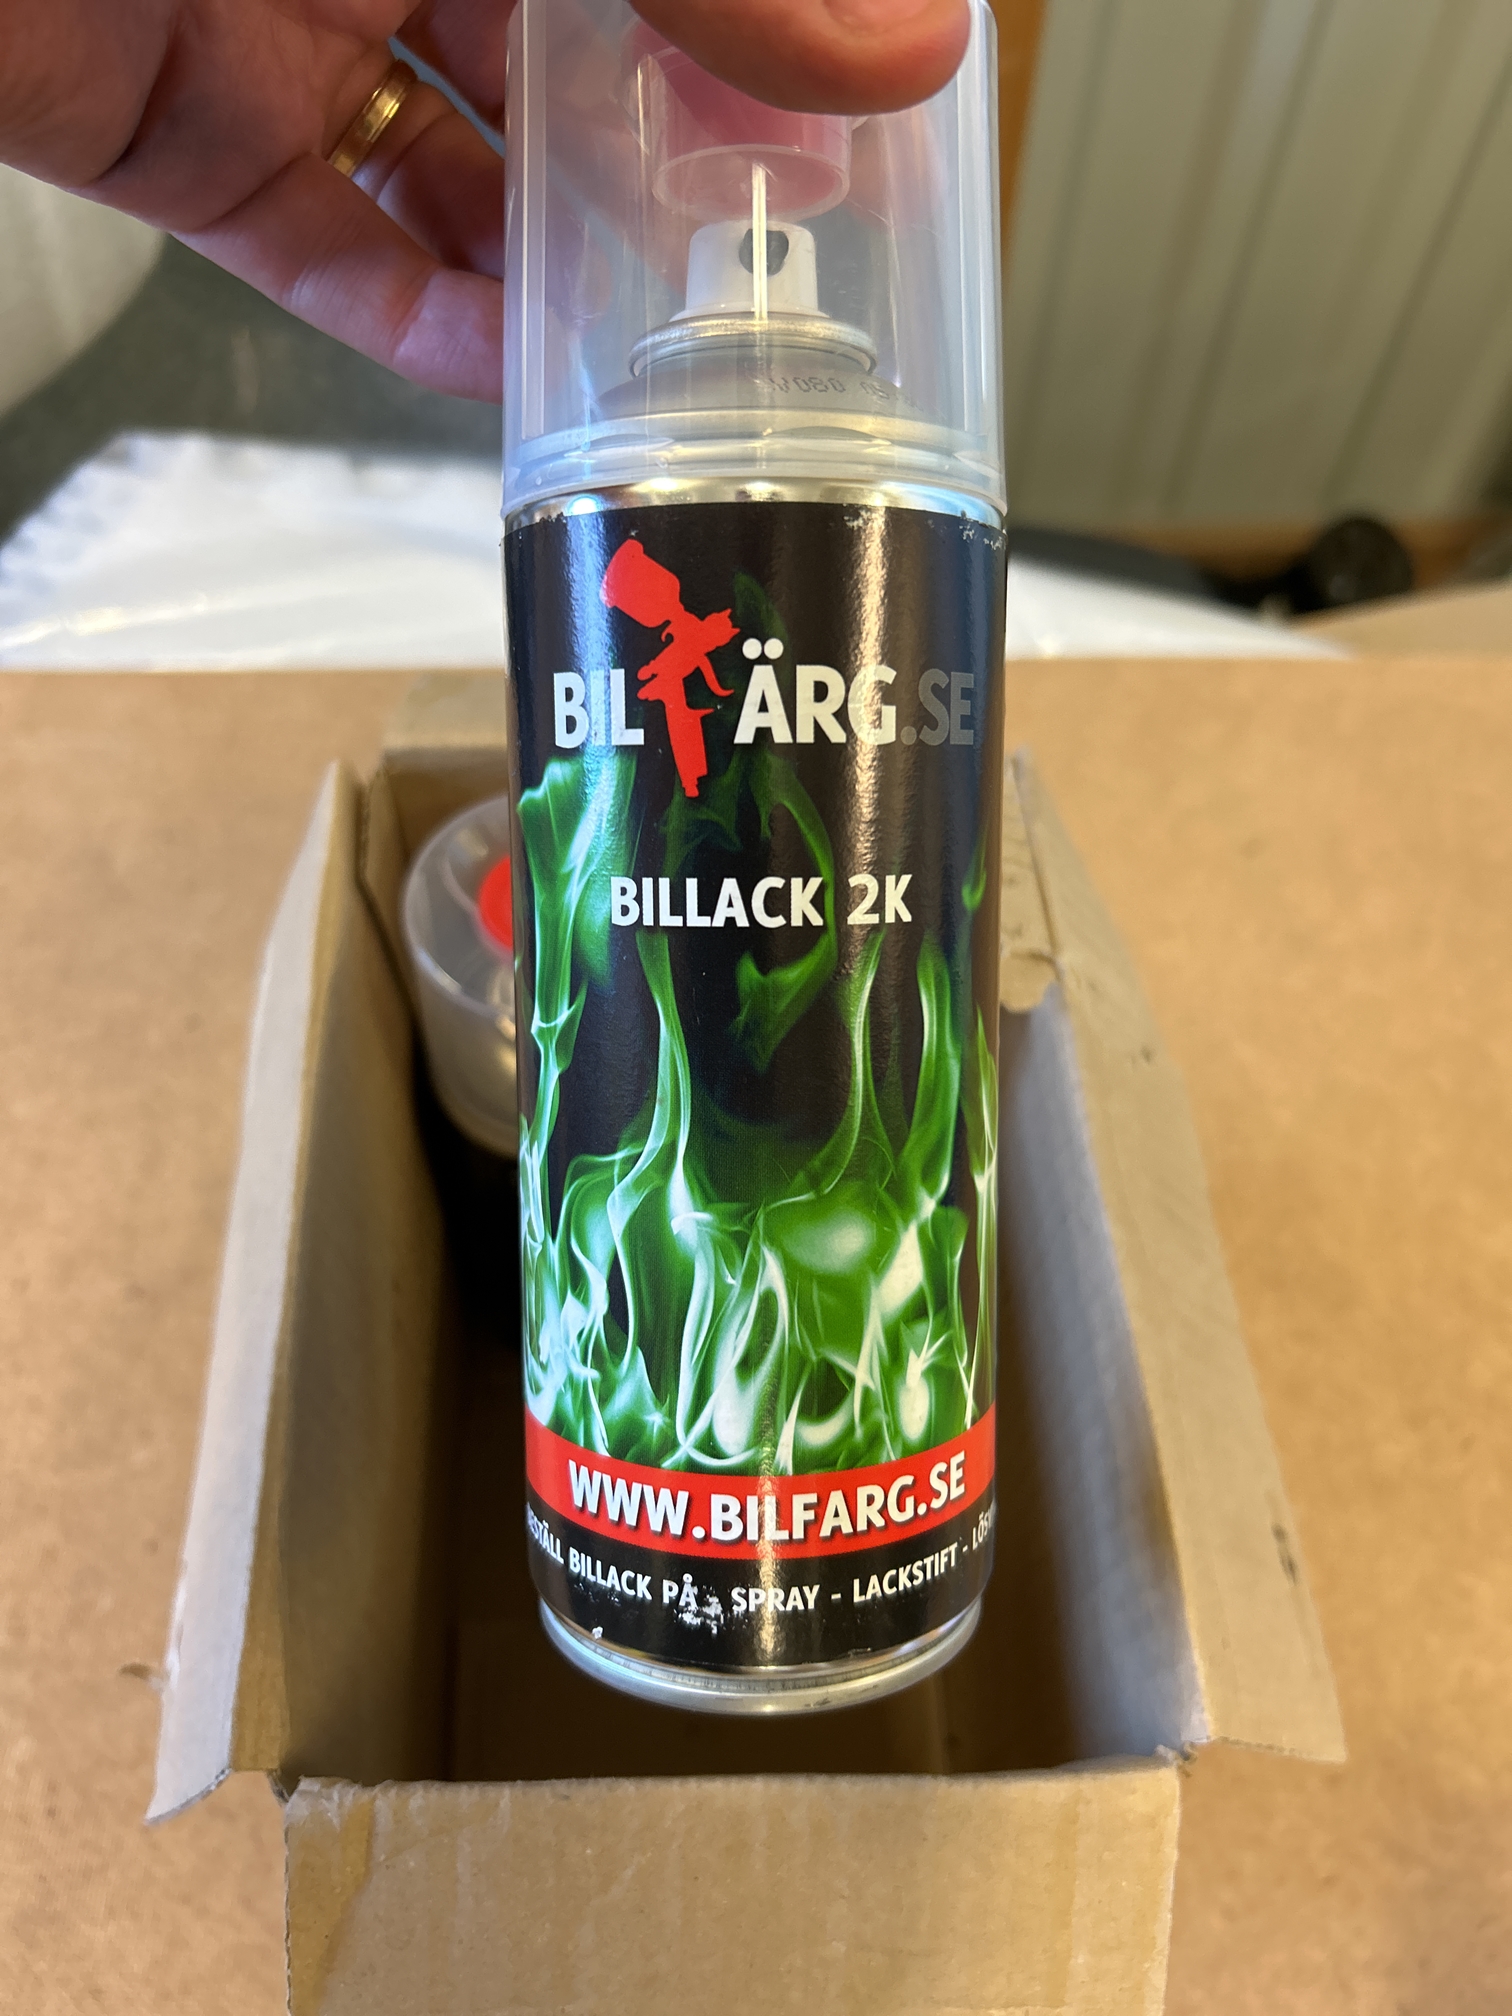 BILFÄRG.SE
BILLACK 2K
WWW.BILFARG.SE
BILLACK PÅ - SPRAY - LACKSTIFT -